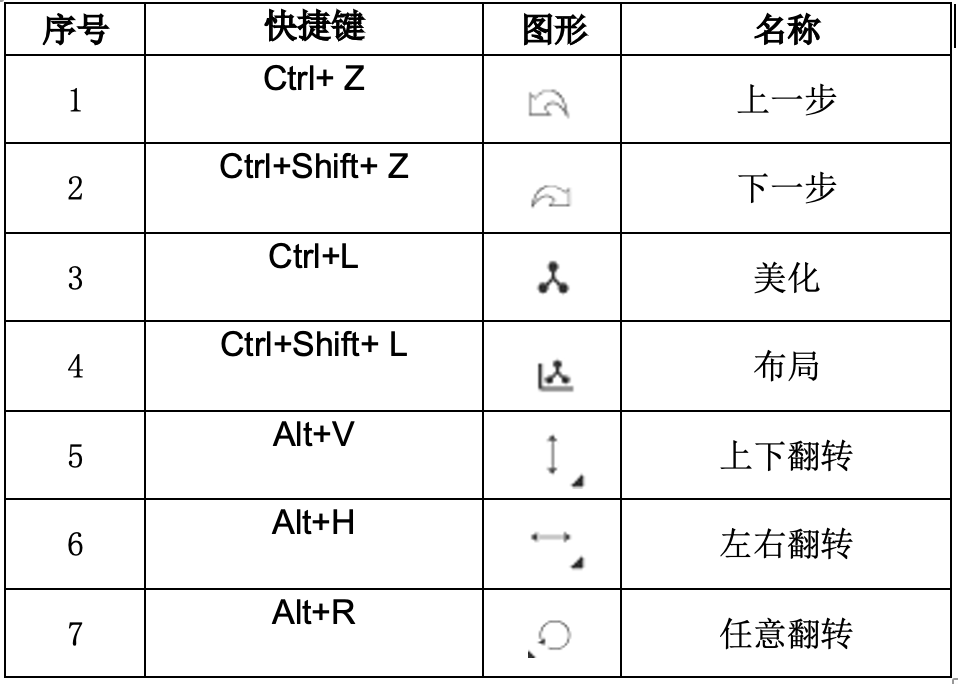 序号 快捷键 图形 名称
1 Ctrl+ Z 上一步
2 Ctrl+Shift+ Z 下一步
3 Ctrl+L 美化
4 Ctrl+Shift+ L 布局
5 Alt+V 上下翻转
6 Alt+H 左右翻转
7 Alt+R 任意翻转